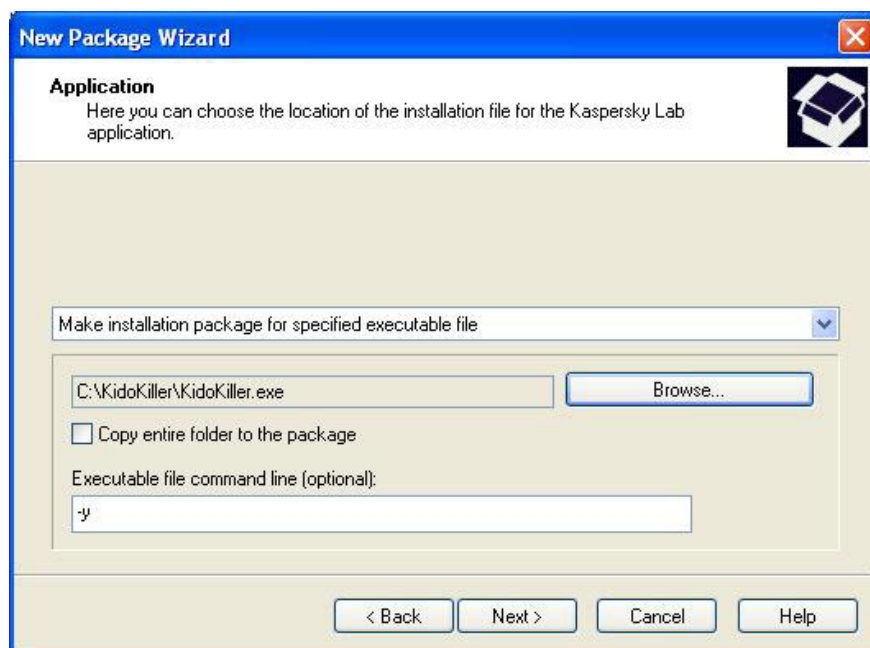 New Package Wizard
Application
Here you can choose the location of the installation file for the Kaspersky Lab
application.
Make installation package for specified executable file
C:\KidoKiller\KidoKiller.exe
Browse...
Copy entire folder to the package
Executable file command line (optional):
-y
< Back
Next >
Cancel
Help